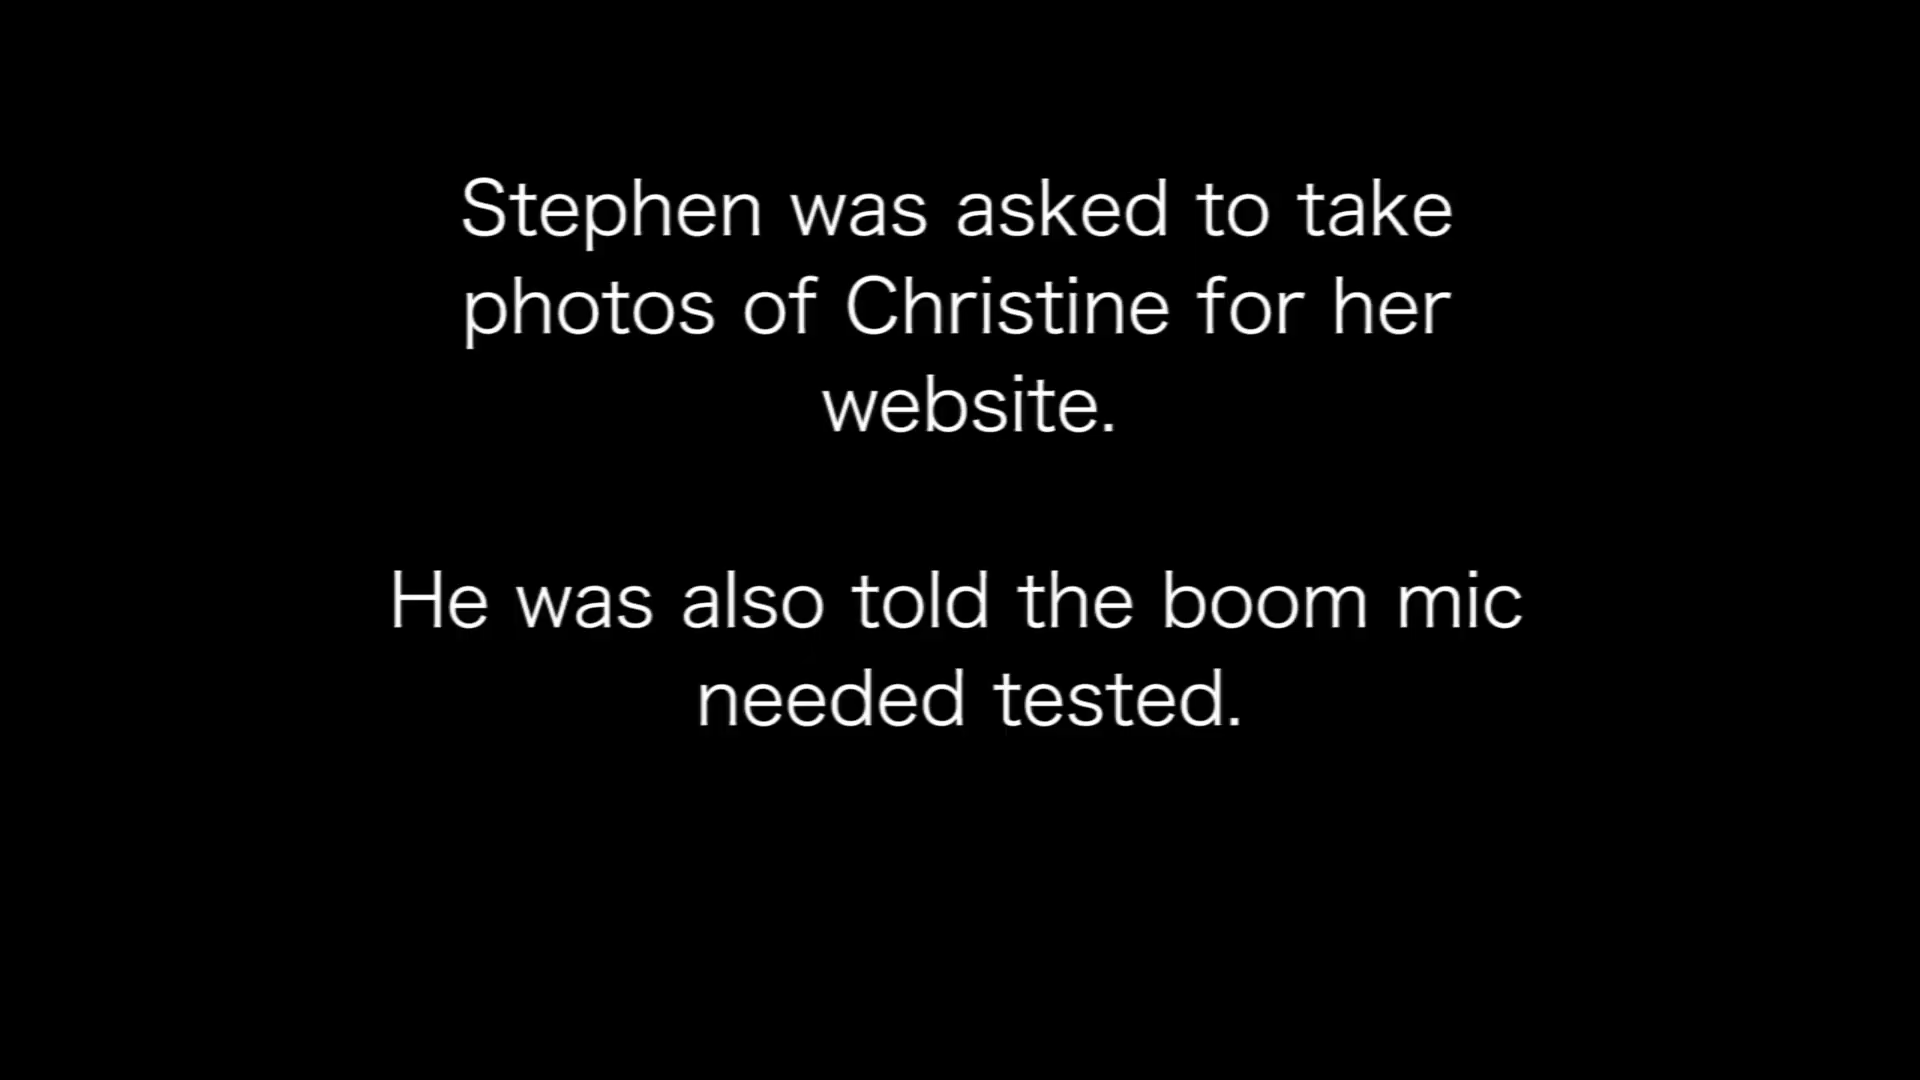 Stephen was asked to take
photos of Christine for her
website.
He was also told the boom mic
needed tested.